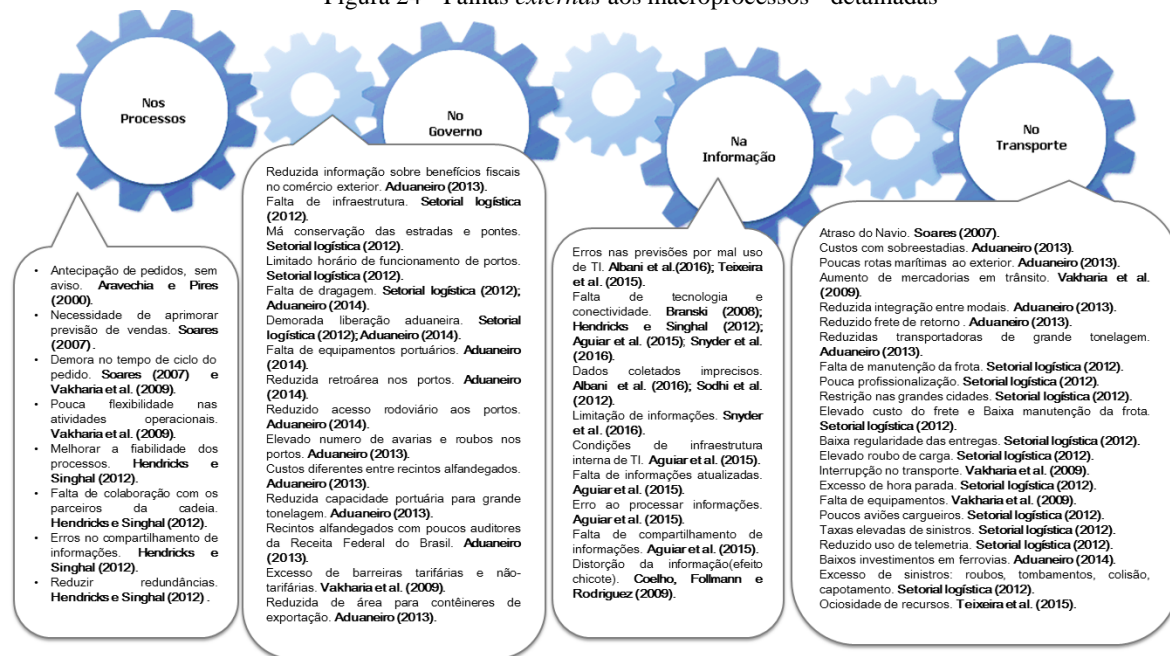 Figura 24 - Falhas externas aos macroprocessos - detalhadas
Nos
Processos
No
Governo
Na
Informação
No
Transporte
• Antecipação de pedidos, sem
aviso. Aravechia e Pires
(2000).
• Necessidade de aprimorar
previsão de vendas. Soares
(2007) .
• Demora no tempo de ciclo do
pedido. Soares (2007) e
Vakharia et al. (2009).
• Pouca flexibilidade nas
atividades operacionais.
Vakharia et al. (2009).
• Melhorar a fiabilidade dos
processos. Hendricks e
Singhal (2012).
• Falta de colaboração com os
parceiros da cadeia.
Hendricks e Singhal (2012).
• Erros no compartilhamento de
informações. Hendricks e
Singhal (2012).
• Reduzir redundâncias.
Hendricks e Singhal (2012) .
Reduzida informação sobre benefícios fiscais
no comércio exterior. Aduaneiro (2013).
Falta de infraestrutura. Setorial logística
(2012).
Má conservação das estradas e pontes.
Setorial logística (2012).
Limitado horário de funcionamento de portos.
Setorial logística (2012).
Falta de dragagem. Setorial logística (2012);
Aduaneiro (2014).
Demorada liberação aduaneira. Setorial
logística (2012); Aduaneiro (2014).
Falta de equipamentos portuários. Aduaneiro
(2014).
Reduzida retroárea nos portos. Aduaneiro
(2014).
Reduzido acesso rodoviário aos portos.
Aduaneiro (2014).
Elevado numero de avarias e roubos nos
portos. Aduaneiro (2013).
Custos diferentes entre recintos alfandegados.
Aduaneiro (2013).
Reduzida capacidade portuária para grande
tonelagem. Aduaneiro (2013).
Recintos alfandegados com poucos auditores
da Receita Federal do Brasil. Aduaneiro
(2013).
Excesso de barreiras tarifárias e não-
tarifárias. Vakharia et al. (2009).
Reduzida de área para contêineres de
exportação. Aduaneiro (2013).
Erros nas previsões por mal uso
de TI. Albani et al.(2016); Teixeira
et al. (2015).
Falta de tecnologia e
conectividade. Branski (2008);
Hendricks e Singhal (2012);
Aguiar et al. (2015); Snyder et al.
(2016).
Dados coletados imprecisos.
Albani et al. (2016); Sodhi et al.
(2012).
Limitação de informações. Snyder
et al. (2016).
Condições de infraestrutura
interna de TI. Aguiar et al. (2015).
Falta de informações atualizadas.
Aguiar et al. (2015).
Erro ao processar informações.
Aguiar et al. (2015).
Falta de compartilhamento de
informações. Aguiar et al. (2015).
Distorção da informação(efeito
chicote). Coelho, Follmann e
Rodriguez (2009).
Atraso do Navio. Soares (2007).
Custos com sobreestadias. Aduaneiro (2013).
Poucas rotas marítimas ao exterior. Aduaneiro (2013).
Aumento de mercadorias em trânsito. Vakharia et al.
(2009).
Reduzida integração entre modais. Aduaneiro (2013).
Reduzido frete de retorno . Aduaneiro (2013).
Reduzidas transportadoras de grande tonelagem.
Aduaneiro (2013).
Falta de manutenção da frota. Setorial logística (2012).
Pouca profissionalização. Setorial logística (2012).
Restrição nas grandes cidades. Setorial logística (2012).
Elevado custo do frete e Baixa manutenção da frota.
Setorial logística (2012).
Baixa regularidade das entregas. Setorial logística (2012).
Elevado roubo de carga. Setorial logística (2012).
Interrupção no transporte. Vakharia et al. (2009).
Excesso de hora parada. Setorial logística (2012).
Falta de equipamentos. Vakharia et al. (2009).
Poucos aviões cargueiros. Setorial logística (2012).
Taxas elevadas de sinistros. Setorial logística (2012).
Reduzido uso de telemetria. Setorial logística (2012).
Baixos investimentos em ferrovias. Aduaneiro (2014).
Excesso de sinistros: roubos, tombamentos, colisão,
capotamento. Setorial logística (2012).
Ociosidade de recursos. Teixeira et al. (2015).